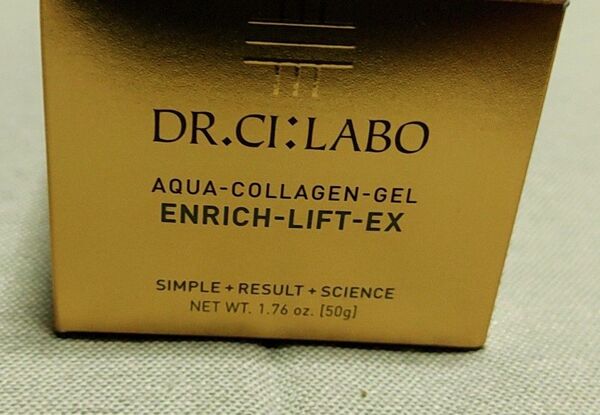 DR.CI:LABO
AQUA-COLLAGEN-GEL
ENRICH-LIFT-EX
SIMPLE + RESULT + SCIENCE
NET WT. 1.76 oz. [50g]